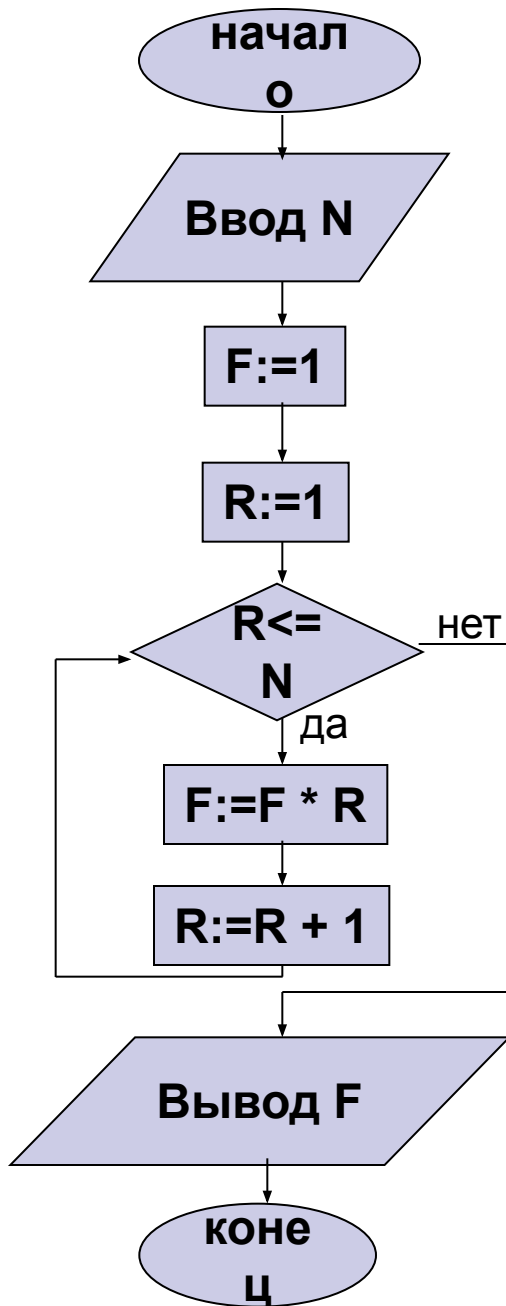 начал
о
Ввод N
F:=1
R:=1
R<=
N
нет
да
F:=F * R
R:=R + 1
Вывод F
коне
ц